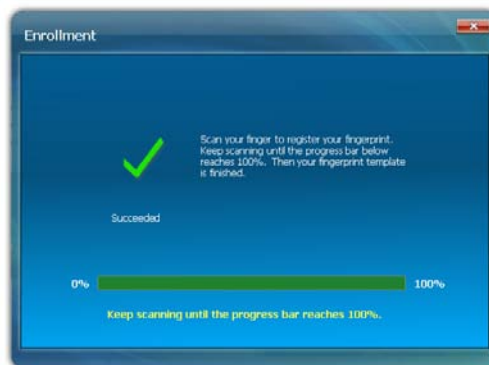 Enrollment
Scan your finger to register your fingerprint.
Keep scanning until the progress bar below
reaches 100%. Then your fingerprint template
is finished.
Succeeded
0%
100%
Keep scanning until the progress bar reaches 100%.